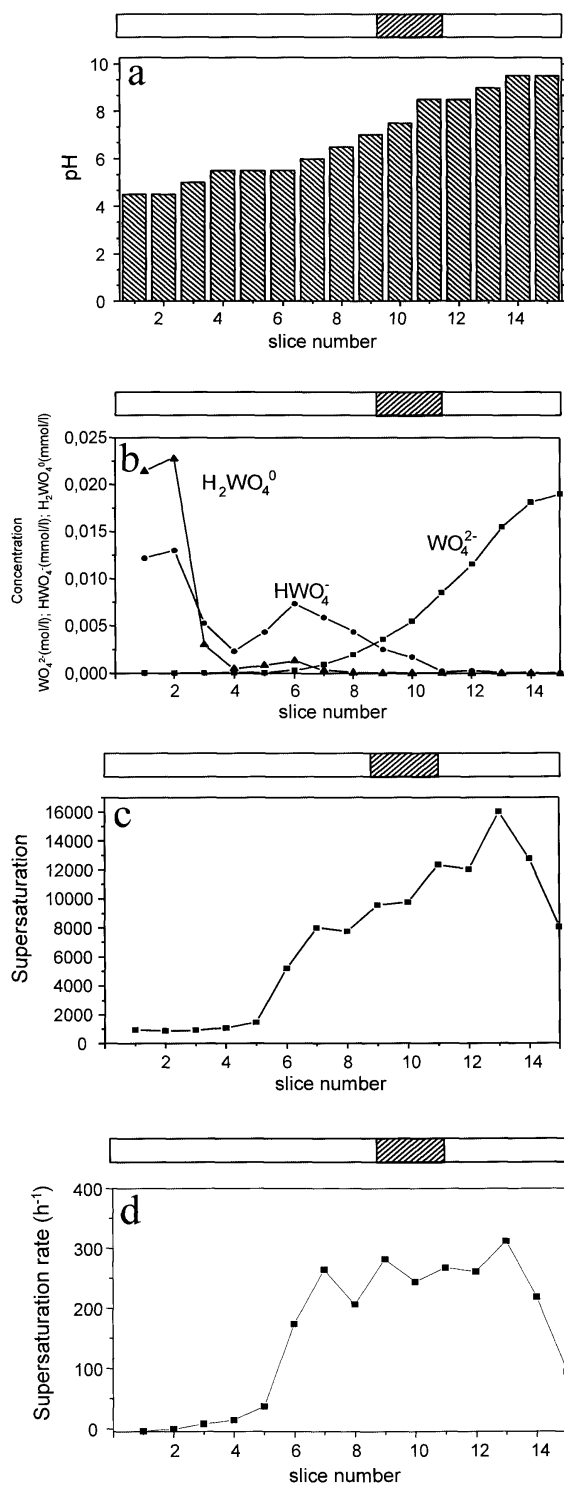 a
10
8
6
4
2
0
pH
2 4 6 8 10 12 14
slice number
b
Concentration
WO₄²⁻(mol/l); HWO₄⁻(mmol/l); H₂WO₄⁰(mmol/l)
0,025
0,020
0,015
0,010
0,005
0,000
H₂WO₄⁰
HWO₄⁻
WO₄²⁻
2 4 6 8 10 12 14
slice number
c
Supersaturation
16000
14000
12000
10000
8000
6000
4000
2000
0
2 4 6 8 10 12 14
slice number
d
Supersaturation rate (h⁻¹)
400
300
200
100
0
2 4 6 8 10 12 14
slice number